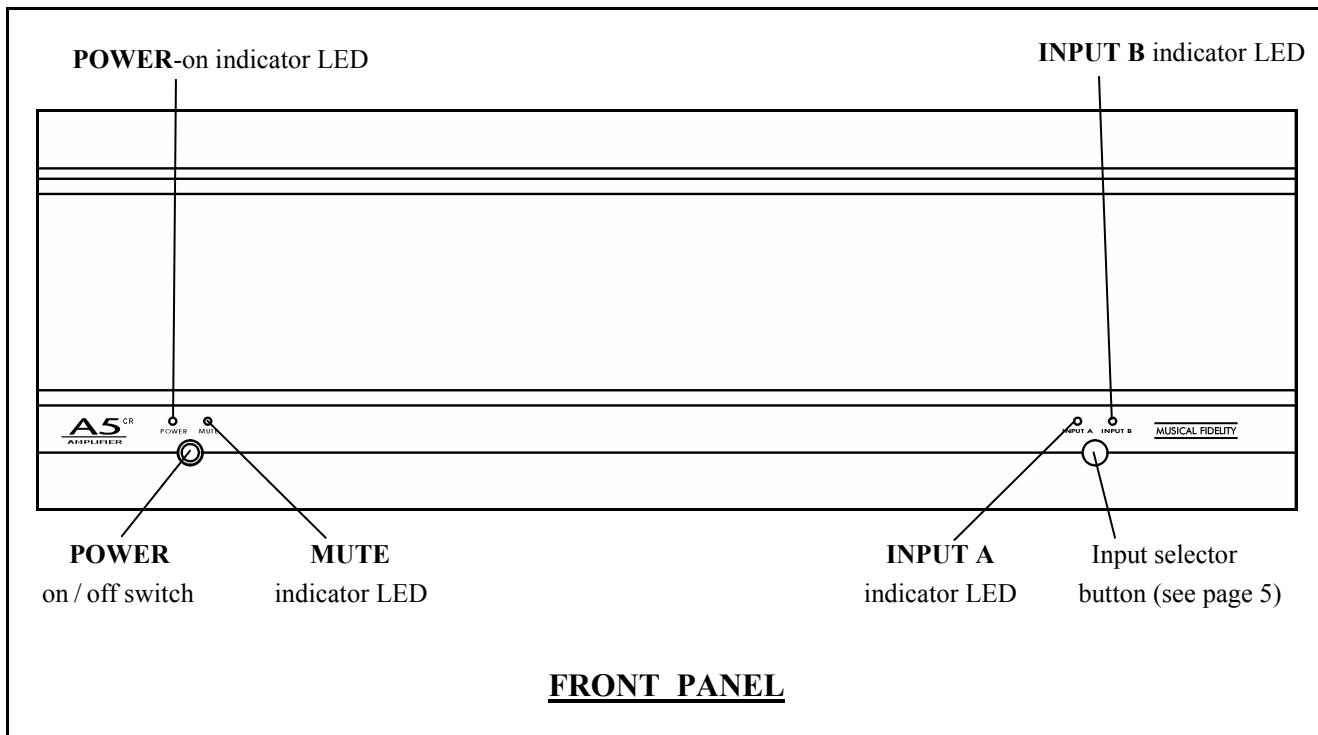 POWER-on indicator LED
INPUT B indicator LED
A5 CR
AMPLIFIER
POWER MUTE
INPUT A INPUT B
MUSICAL FIDELITY
POWER
on / off switch
MUTE
indicator LED
INPUT A
indicator LED
Input selector
button (see page 5)
FRONT PANEL